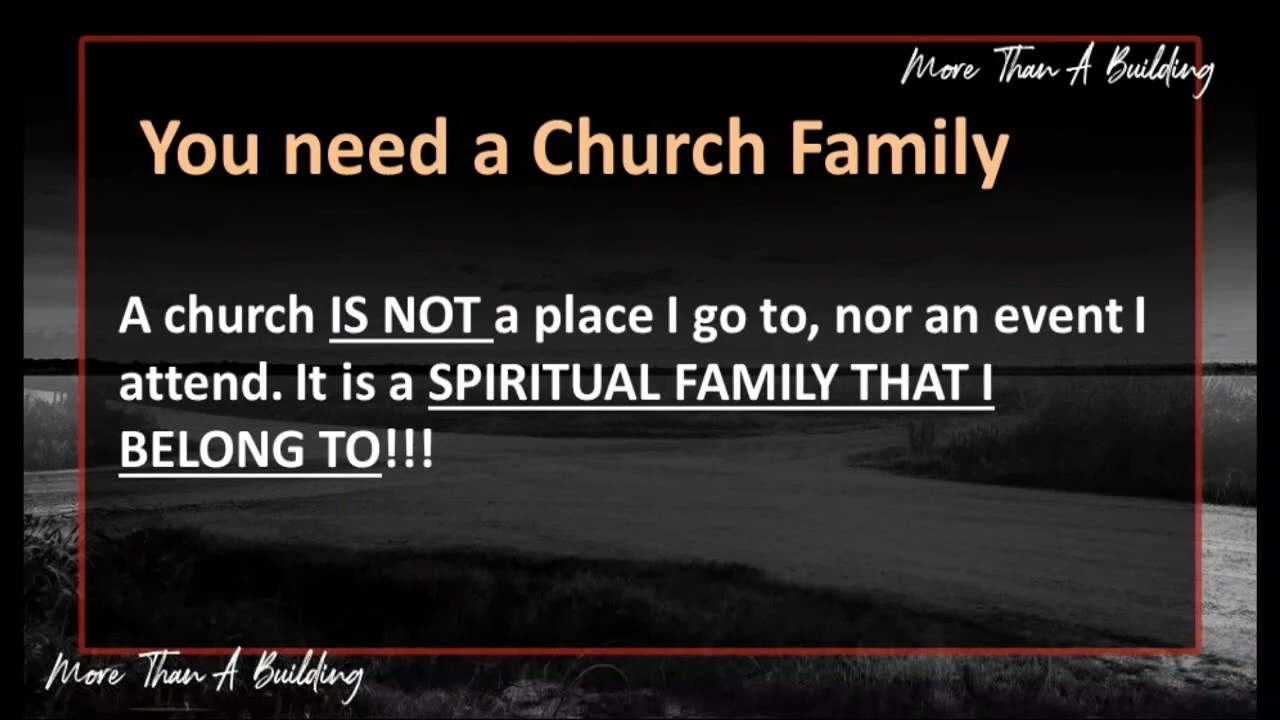 More Than A Building
You need a Church Family
A church IS NOT a place I go to, nor an event I
attend. It is a SPIRITUAL FAMILY THAT I
BELONG TO!!!
More Than A Building